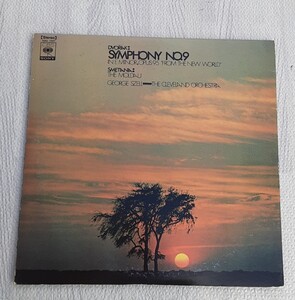 DVOŘÁK:
SYMPHONY NO.9
IN E MINOR, OPUS 95 "FROM THE NEW WORLD"
SMETANA:
THE MOLDAU
GEORGE SZELL—THE CLEVELAND ORCHESTRA